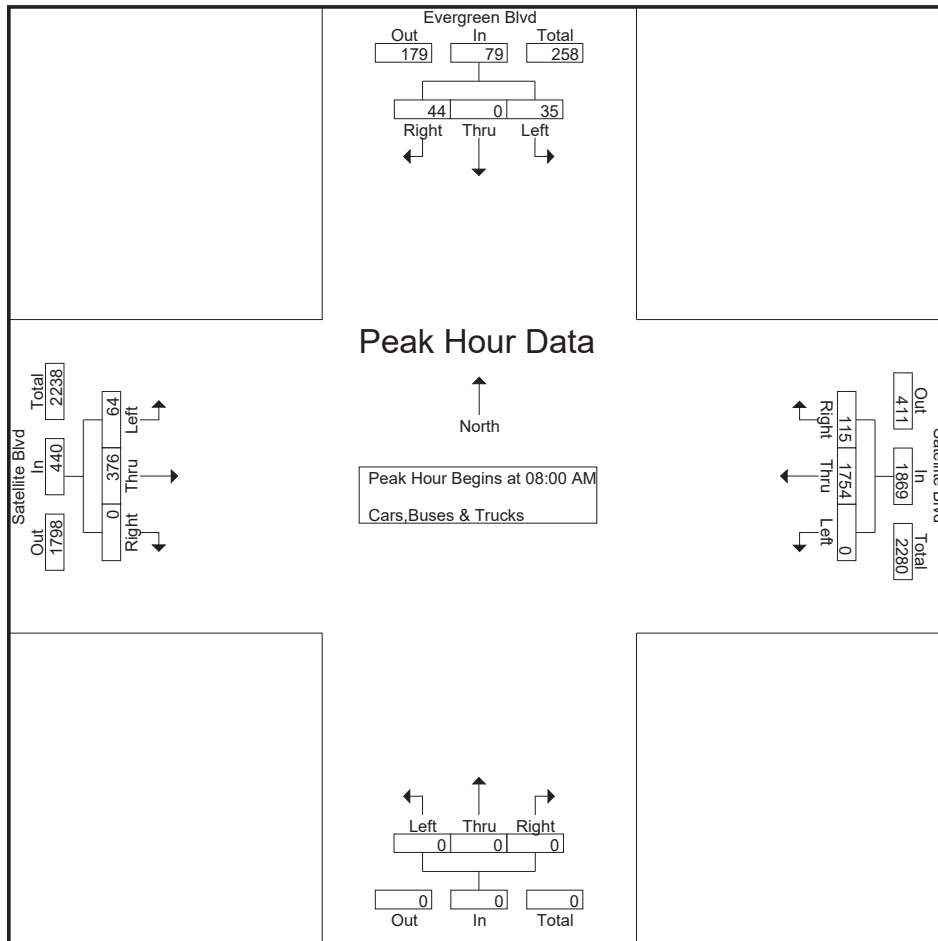 Evergreen Blvd
Out In Total
179 79 258
44 0 35
Right Thru Left
Peak Hour Data
North
Peak Hour Begins at 08:00 AM
Cars,Buses & Trucks
Satellite Blvd
Out In Total
1798 440 2238
0 376 64
Right Thru Left
Satellite Blvd
Out In Total
411 1869 2280
115 1754 0
Right Thru Left
Left Thru Right
0 0 0
0 0 0
Out In Total